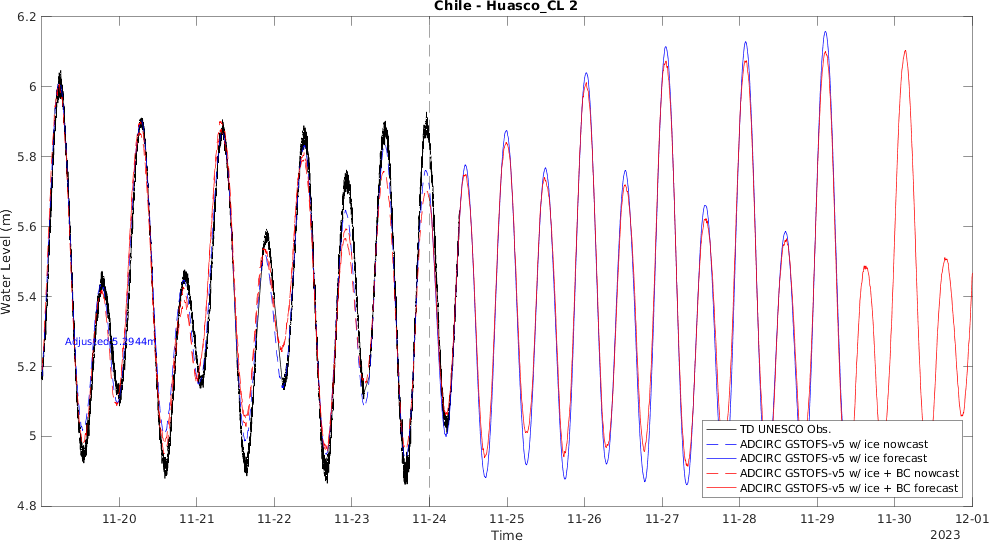 Chile - Huasco_CL 2
6.2
6
5.8
5.6
5.4
5.2
5
4.8
Water Level (m)
Adjusted 5.2944m
TD UNESCO Obs.
ADCIRC GSTOFS-v5 w/ ice nowcast
ADCIRC GSTOFS-v5 w/ ice forecast
ADCIRC GSTOFS-v5 w/ ice + BC nowcast
ADCIRC GSTOFS-v5 w/ ice + BC forecast
11-20 11-21 11-22 11-23 11-24 11-25 11-26 11-27 11-28 11-29 11-30 12-01
Time
2023